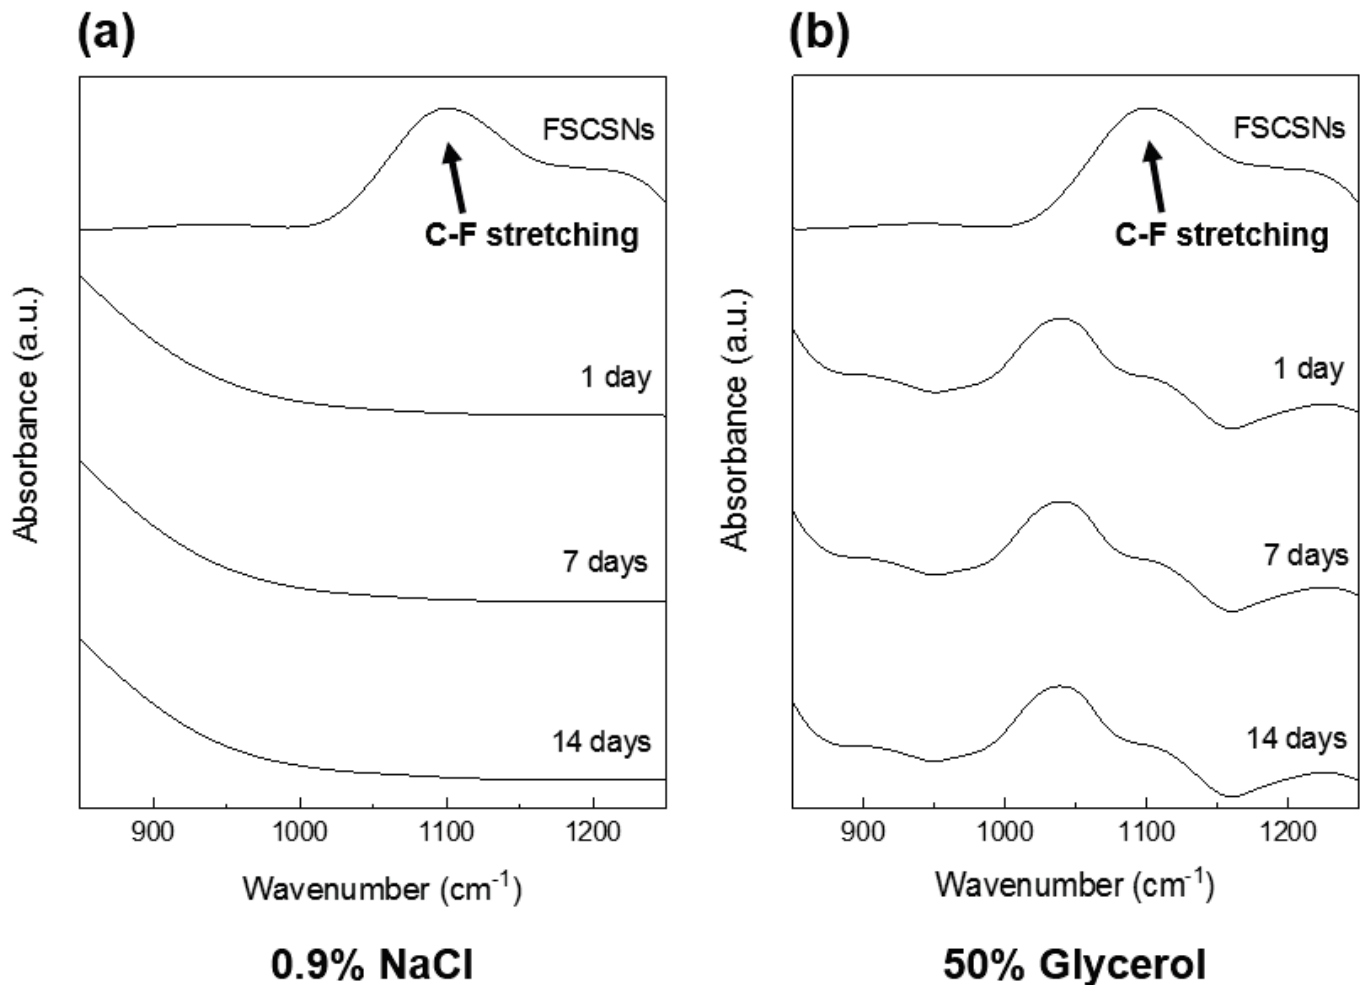 (a)
FSCSNs
C-F stretching
1 day
7 days
14 days
Absorbance (a.u.)
900 1000 1100 1200
Wavenumber (cm⁻¹)
0.9% NaCl
(b)
FSCSNs
C-F stretching
1 day
7 days
14 days
Absorbance (a.u.)
900 1000 1100 1200
Wavenumber (cm⁻¹)
50% Glycerol